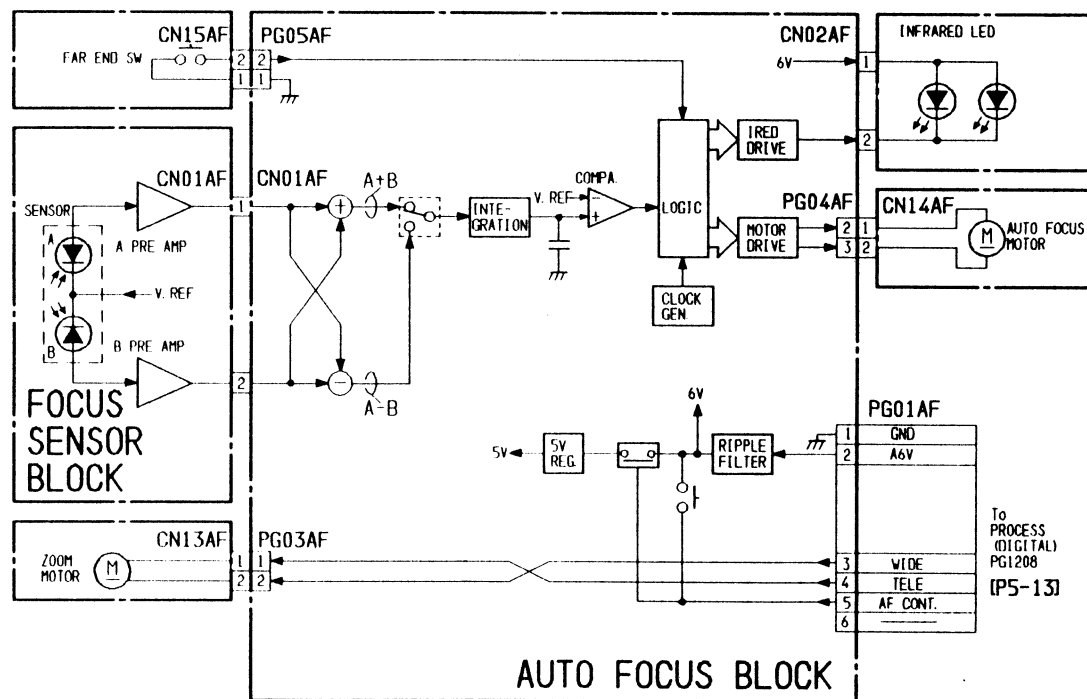 CN15AF
PG05AF
FAR END SW
2
2
1
1
CN02AF
6V
1
2
INFRARED LED
IRED
DRIVE
CN01AF
CN01AF
SENSOR
A
A PRE AMP
1
A+B
INTE-
GRATION
V. REF
COMPA.
-
+
LOGIC
MOTOR
DRIVE
PG04AF
2
1
3
2
CN14AF
M
AUTO FOCUS
MOTOR
CLOCK
GEN.
V. REF
B
B PRE AMP
2
+
−
A-B
FOCUS
SENSOR
BLOCK
6V
5V
5V
REG.
RIPPLE
FILTER
PG01AF
1 GND
2 A6V
3 WIDE
4 TELE
5 AF CONT.
6
To
PROCESS
(DIGITAL)
PG1208
[P5-13]
CN13AF
PG03AF
ZOOM
MOTOR
M
1
1
2
2
AUTO FOCUS BLOCK